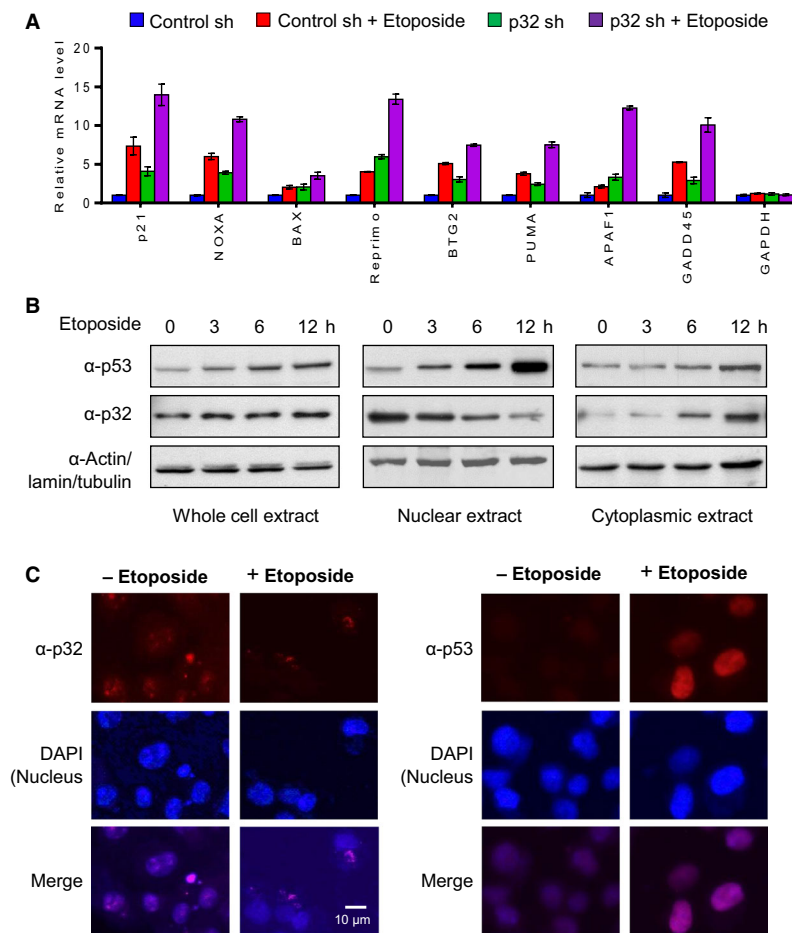 A
Control sh Control sh + Etoposide p32 sh p32 sh + Etoposide
Relative mRNA level
20
15
10
5
0
p21 NOXA BAX Reprimo BTG2 PUMA APAF1 GADD45 GAPDH
B
Etoposide 0 3 6 12 h 0 3 6 12 h 0 3 6 12 h
α-p53
α-p32
α-Actin/
lamin/tubulin
Whole cell extract Nuclear extract Cytoplasmic extract
C
– Etoposide + Etoposide – Etoposide + Etoposide
α-p32 α-p53
DAPI DAPI
(Nucleus (Nucleus
Merge Merge
10 µm